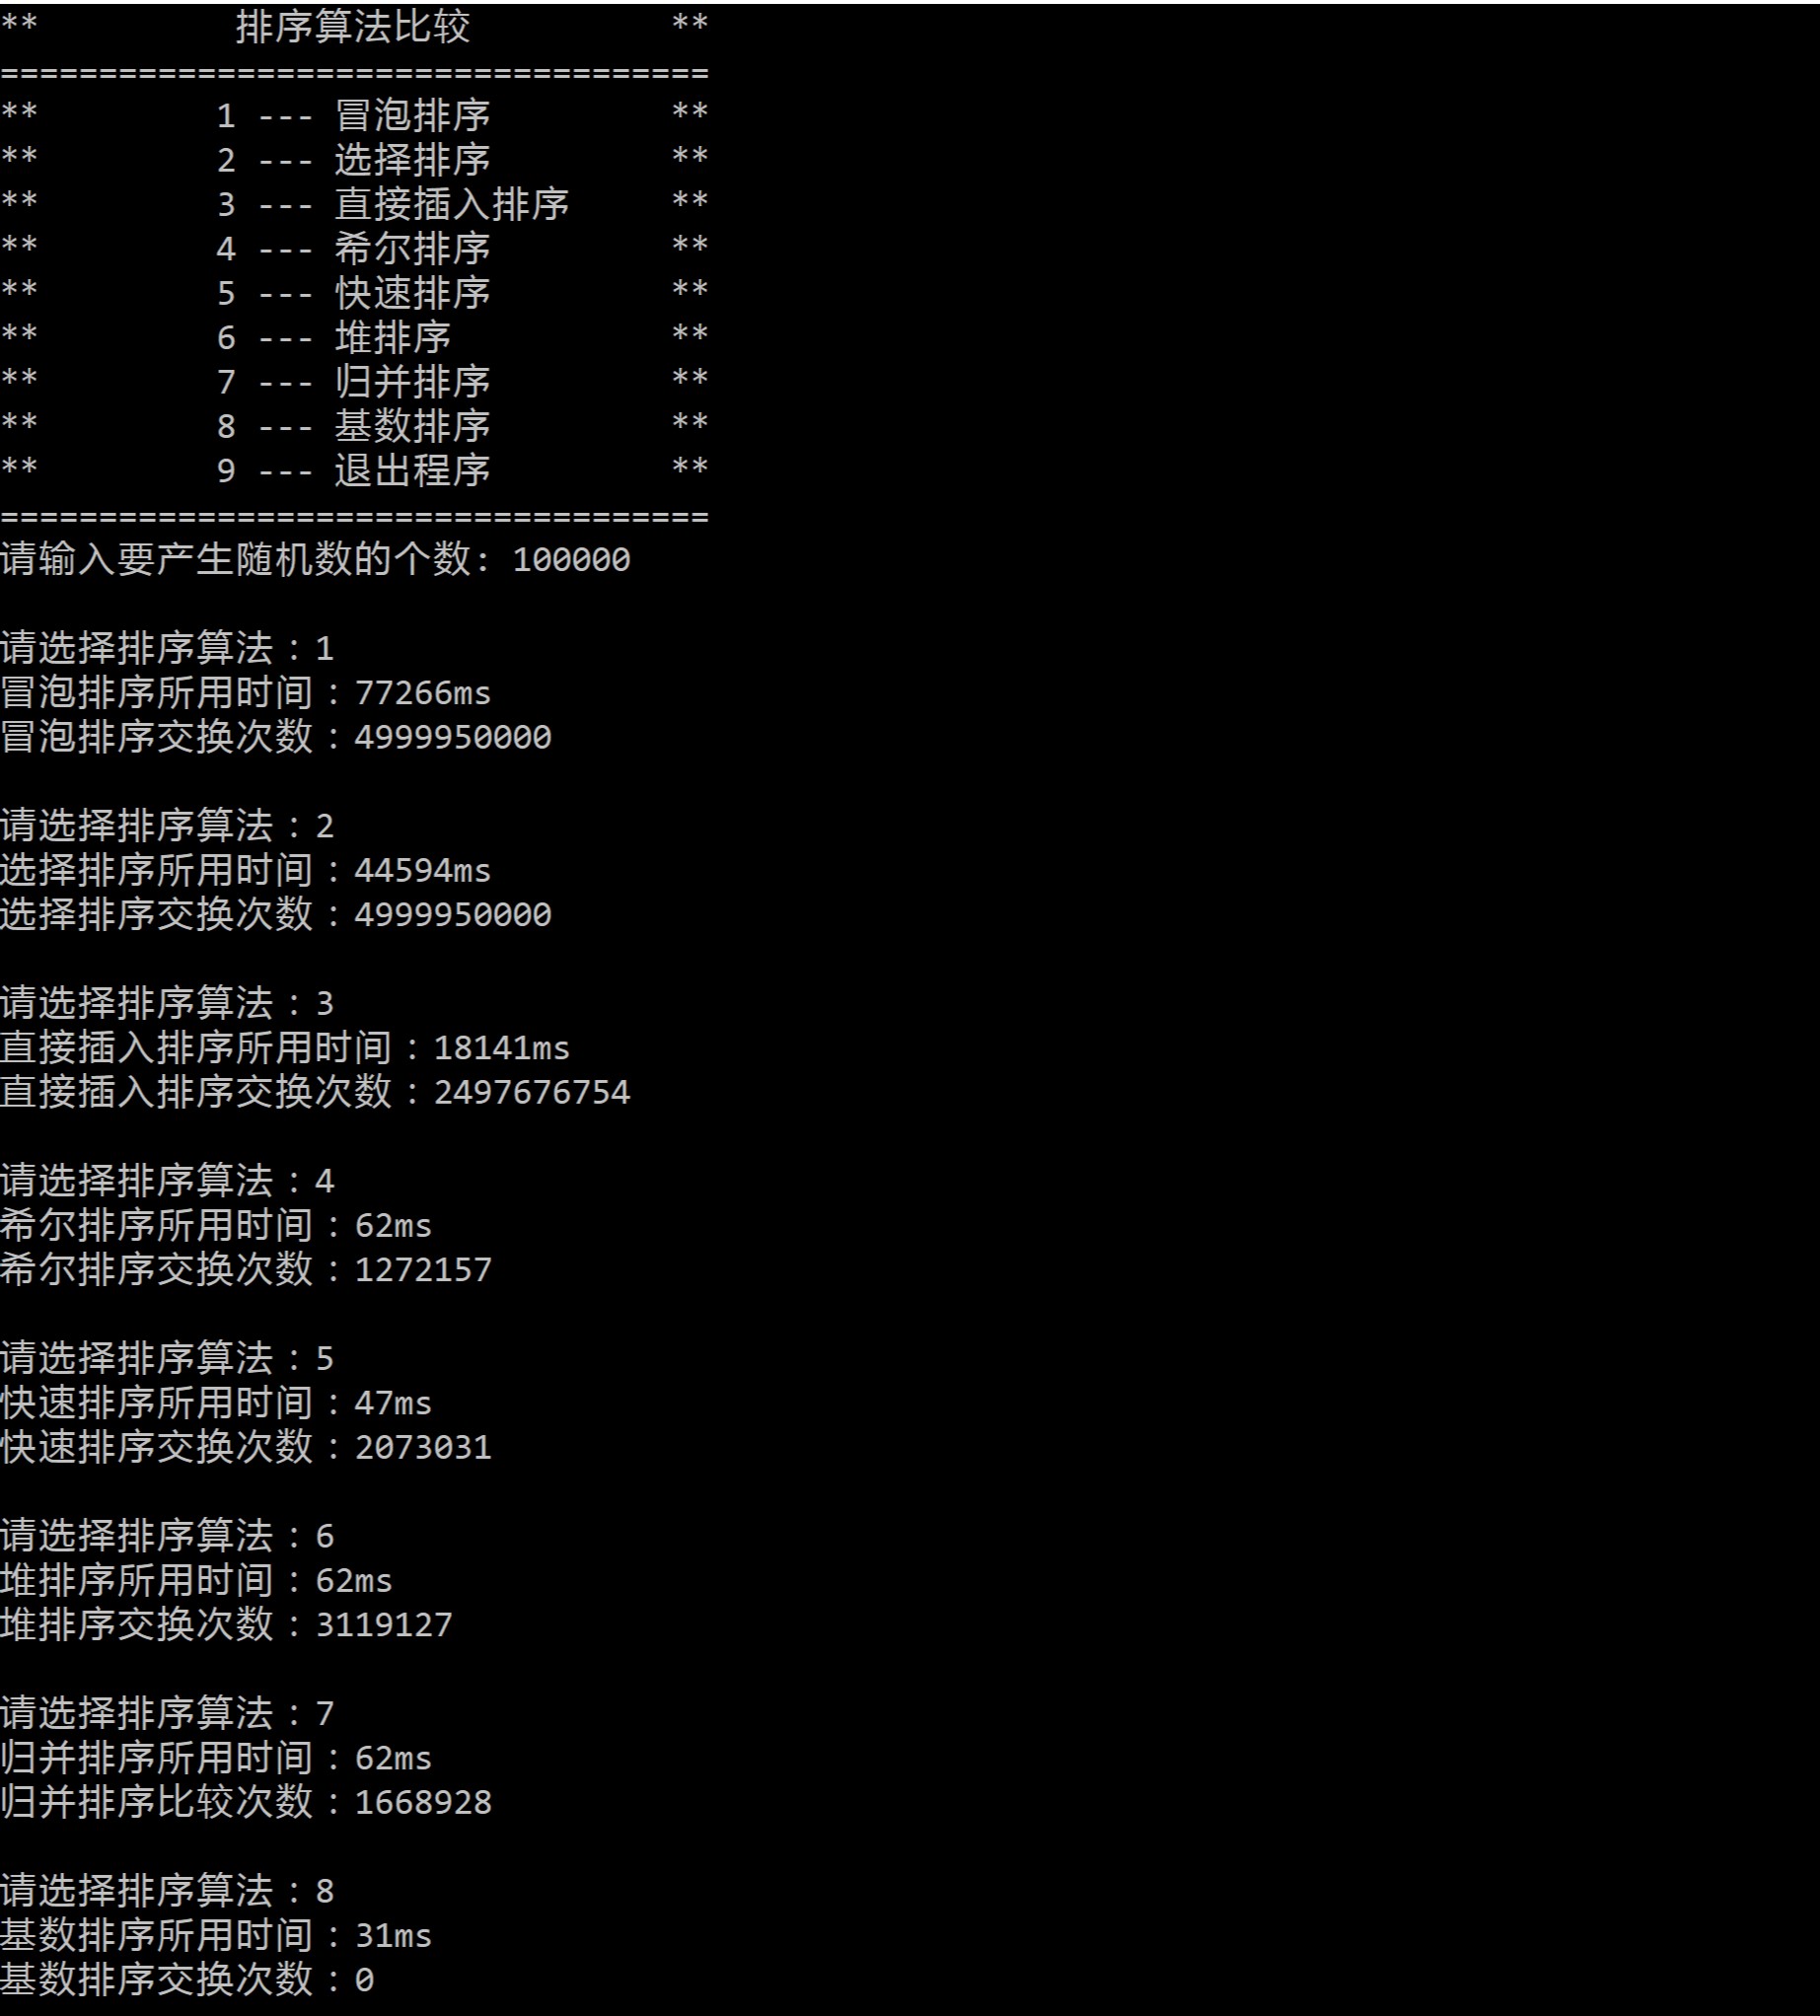 ** 排序算法比较 **
====================================
** 1 --- 冒泡排序 **
** 2 --- 选择排序 **
** 3 --- 直接插入排序 **
** 4 --- 希尔排序 **
** 5 --- 快速排序 **
** 6 --- 堆排序 **
** 7 --- 归并排序 **
** 8 --- 基数排序 **
** 9 --- 退出程序 **
====================================
请输入要产生随机数的个数: 100000
请选择排序算法：1
冒泡排序所用时间：77266ms
冒泡排序交换次数：4999950000
请选择排序算法：2
选择排序所用时间：44594ms
选择排序交换次数：4999950000
请选择排序算法：3
直接插入排序所用时间：18141ms
直接插入排序交换次数：2497676754
请选择排序算法：4
希尔排序所用时间：62ms
希尔排序交换次数：1272157
请选择排序算法：5
快速排序所用时间：47ms
快速排序交换次数：2073031
请选择排序算法：6
堆排序所用时间：62ms
堆排序交换次数：3119127
请选择排序算法：7
归并排序所用时间：62ms
归并排序比较次数：1668928
请选择排序算法：8
基数排序所用时间：31ms
基数排序交换次数：0